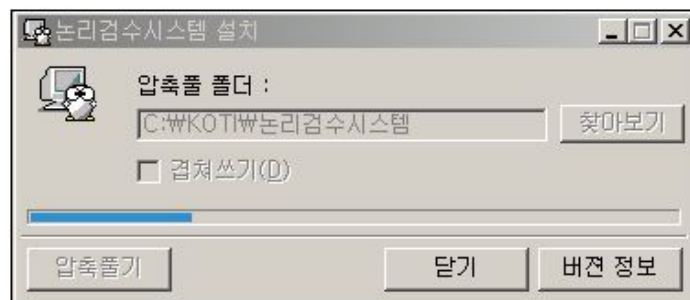 논리검수시스템 설치
압축풀 폴더 :
C:₩KOTI₩논리검수시스템 찾아보기
겹쳐쓰기(D)
압축풀기 닫기 버젼 정보